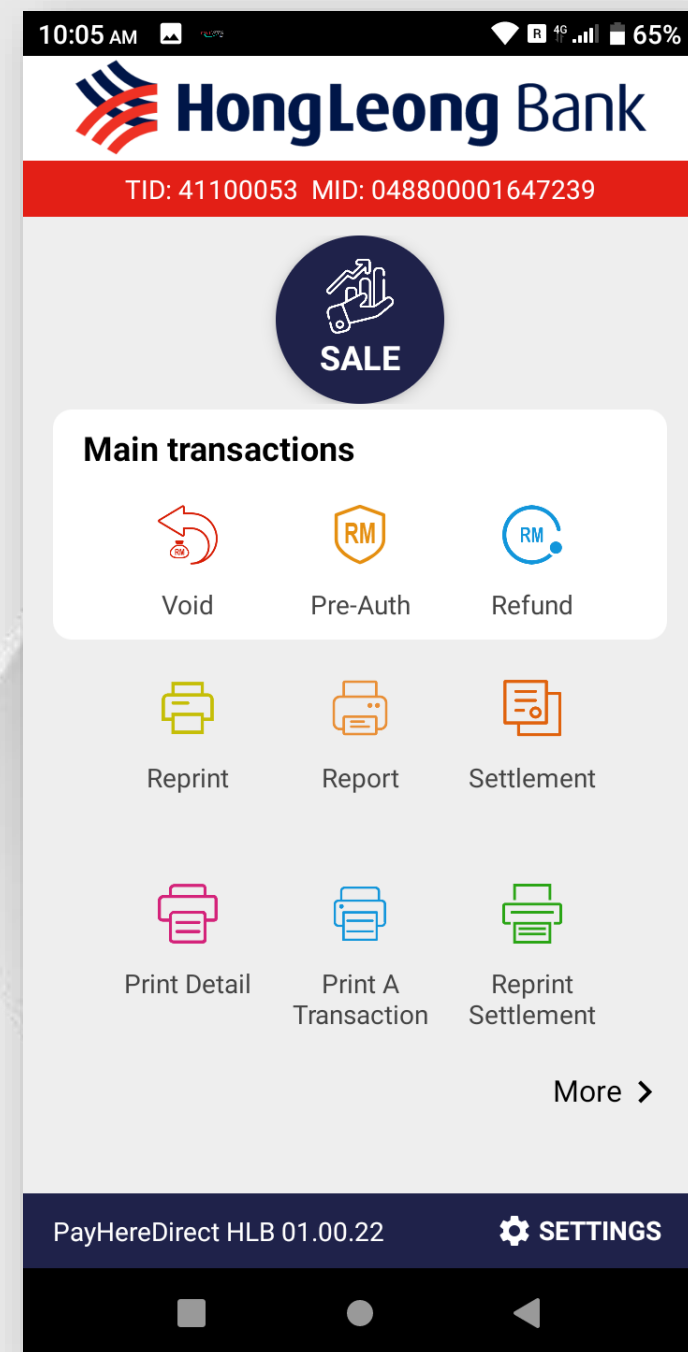 10:05 AM R 4G 65%
HongLeong Bank
TID: 41100053 MID: 048800001647239
SALE
Main transactions
RM RM RM
Void Pre-Auth Refund
Reprint Report Settlement
Print Detail Print A Reprint
Transaction Settlement
More
PayHereDirect HLB 01.00.22 SETTINGS